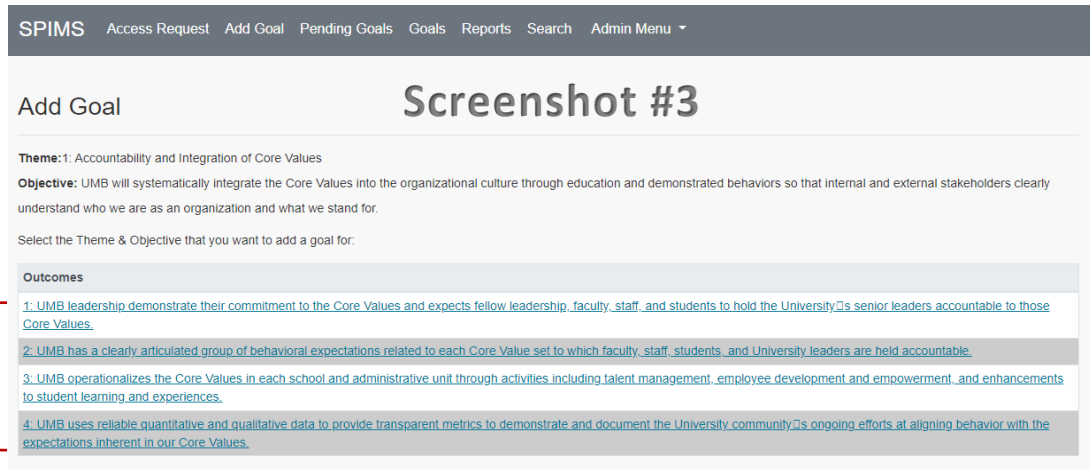 SPIMS Access Request Add Goal Pending Goals Goals Reports Search Admin Menu
Add Goal
Screenshot #3
Theme:1: Accountability and Integration of Core Values
Objective: UMB will systematically integrate the Core Values into the organizational culture through education and demonstrated behaviors so that internal and external stakeholders clearly
understand who we are as an organization and what we stand for.
Select the Theme & Objective that you want to add a goal for:
Outcomes
1: UMB leadership demonstrate their commitment to the Core Values and expects fellow leadership, faculty, staff, and students to hold the University□s senior leaders accountable to those
Core Values.
2: UMB has a clearly articulated group of behavioral expectations related to each Core Value set to which faculty, staff, students, and University leaders are held accountable.
3: UMB operationalizes the Core Values in each school and administrative unit through activities including talent management, employee development and empowerment, and enhancements
to student learning and experiences.
4: UMB uses reliable quantitative and qualitative data to provide transparent metrics to demonstrate and document the University community□s ongoing efforts at aligning behavior with the
expectations inherent in our Core Values.